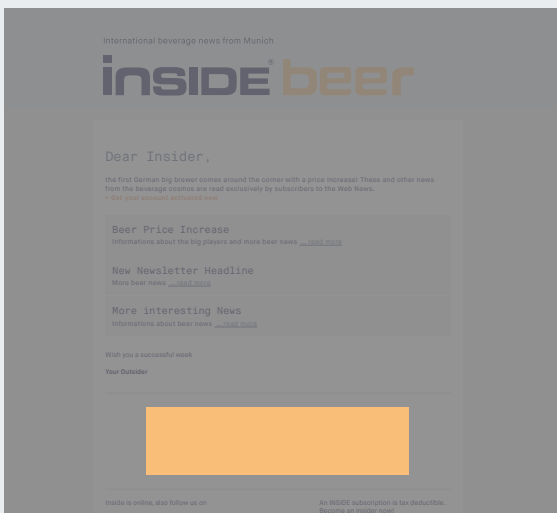 International beverage news from Munich
inside® beer
Dear Insider,
the first German big brewer comes around the corner with a price increase! These and other news
from the beverage cosmos are read exclusively by subscribers to the Web News.
› Get your account activated now
Beer Price Increase
Informations about the big players and more beer news ... read more
New Newsletter Headline
More beer news ... read more
More interesting News
Informations about beer news ... read more
Wish you a successful week
Your Outsider
Inside is online, also follow us on
An INSIDE subscription is tax deductible:
Become an insider now!